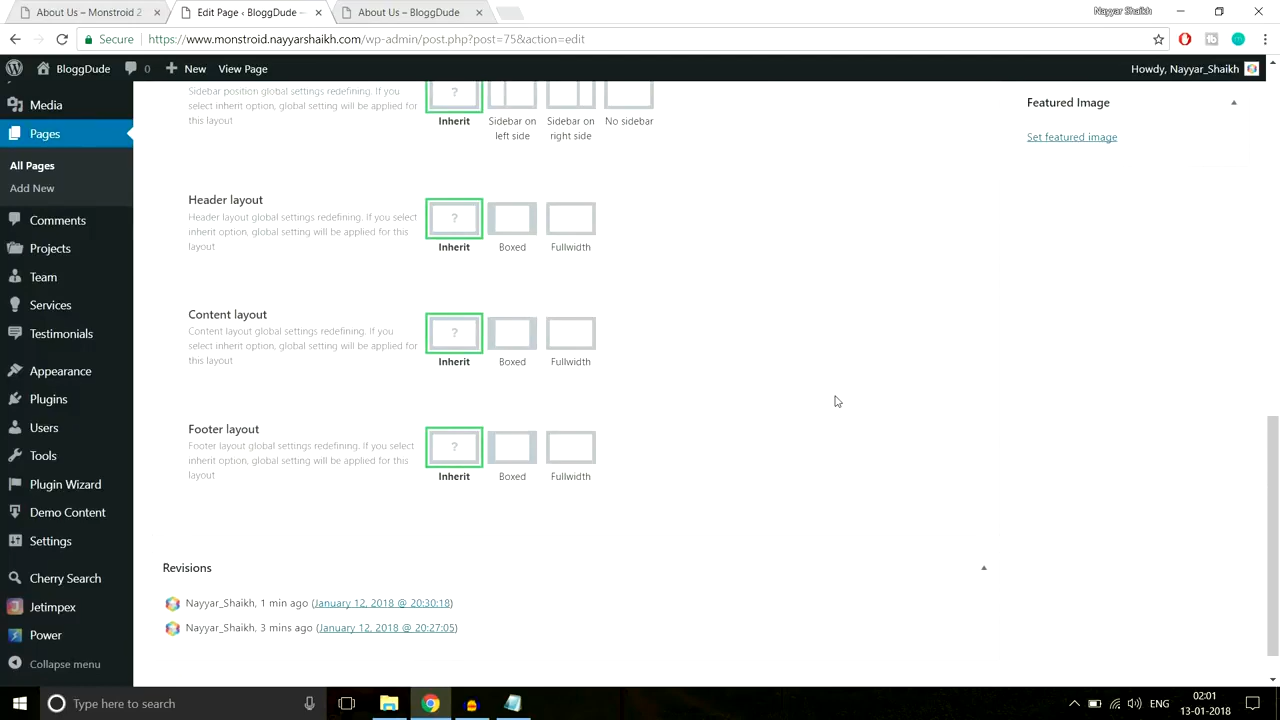 About Us – Monstroid 2
Edit Page ‹ BloggDude —
About Us – BloggDude
Nayyar Shaikh
Secure
https://www.monstroid.nayyarshaikh.com/wp-admin/post.php?post=75&action=edit
BloggDude
0
New
View Page
Howdy, Nayyar_Shaikh
Media
Pages
All Pages
Add New
Comments
Projects
Team
Services
Testimonials
Appearance
Plugins
Users
Tools
Plugin Wizard
Demo Content
Settings
Cherry Search
Jetimpex
Power
Collapse menu
Sidebar position global settings redefining. If you
select inherit option, global setting will be applied for
this layout
?
Inherit
Sidebar on
left side
Sidebar on
right side
No sidebar
Header layout
Header layout global settings redefining. If you select
inherit option, global setting will be applied for this
layout
?
Inherit
Boxed
Fullwidth
Content layout
Content layout global settings redefining. If you
select inherit option, global setting will be applied for
this layout
?
Inherit
Boxed
Fullwidth
Footer layout
Footer layout global settings redefining. If you select
inherit option, global setting will be applied for this
layout
?
Inherit
Boxed
Fullwidth
Revisions
Nayyar_Shaikh, 1 min ago (January 12, 2018 @ 20:30:18)
Nayyar_Shaikh, 3 mins ago (January 12, 2018 @ 20:27:05)
Featured Image
Set featured image
Type here to search
ENG
02:01
13-01-2018